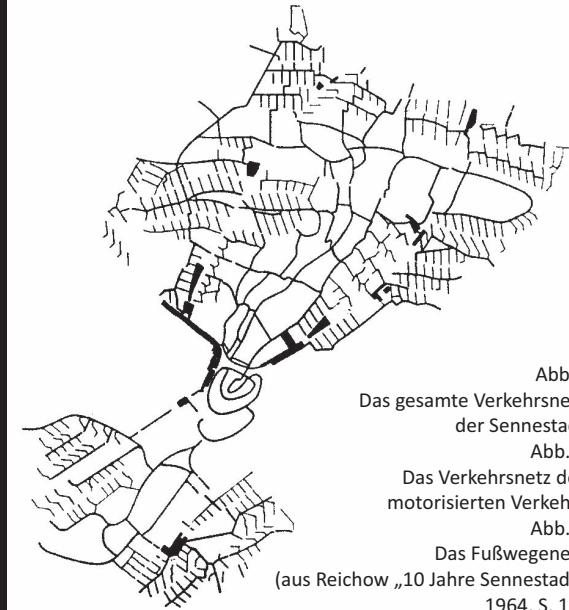 Abb.
Das gesamte Verkehrsne
der Sennesta
Abb.
Das Verkehrsnetz d
motorisierten Verkeh
Abb.
Das Fußwegene
(aus Reichow „10 Jahre Sennestad
1964, S. 1